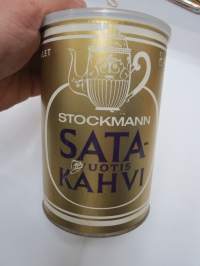 STOCKMANN
SATA-
VUOTIS
KAHVI